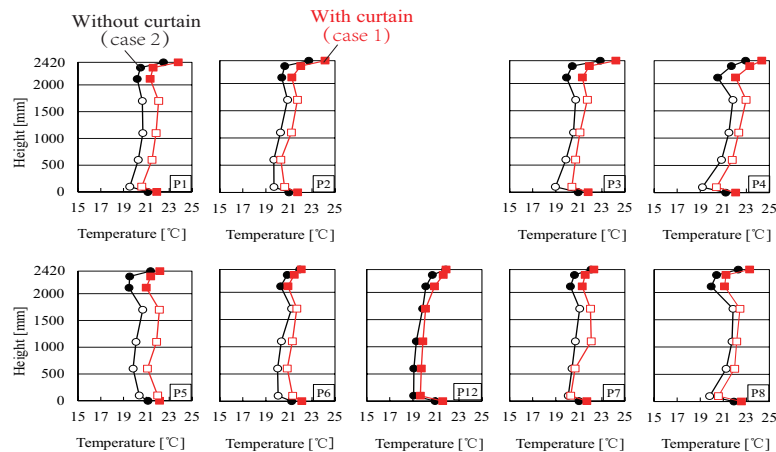 Without curtain
(case 2)
With curtain
(case 1)
Height [mm]
2420
2000
1500
1000
500
0
P1
P2
P3
P4
15 17 19 21 23 25
15 17 19 21 23 25
15 17 19 21 23 25
15 17 19 21 23 25
Temperature [℃]
Temperature [℃]
Temperature [℃]
Temperature [℃]
Height [mm]
2420
2000
1500
1000
500
0
P5
P6
P12
P7
P8
15 17 19 21 23 25
15 17 19 21 23 25
15 17 19 21 23 25
15 17 19 21 23 25
15 17 19 21 23 25
Temperature [℃]
Temperature [℃]
Temperature [℃]
Temperature [℃]
Temperature [℃]